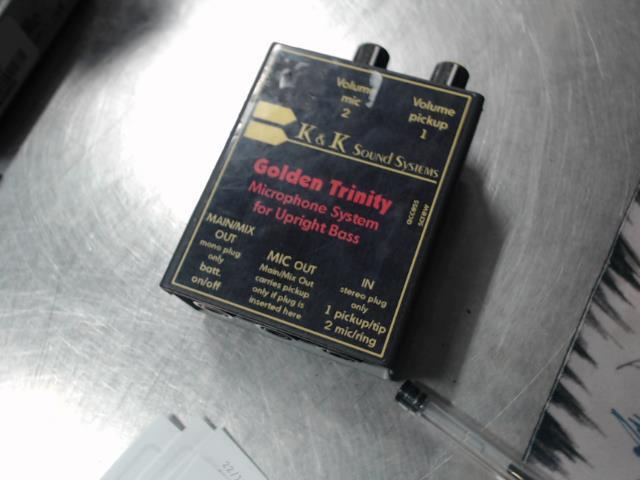 Volume
mic
2
Volume
pickup
1
K & K Sound Systems
Golden Trinity
Microphone System
for Upright Bass
access
screw
MAIN/MIX
OUT
mono plug
only
batt.
on/off
MIC OUT
Main/Mix Out
carries pickup
only if plug is
inserted here
IN
stereo plug
only
1 pickup/tip
2 mic/ring